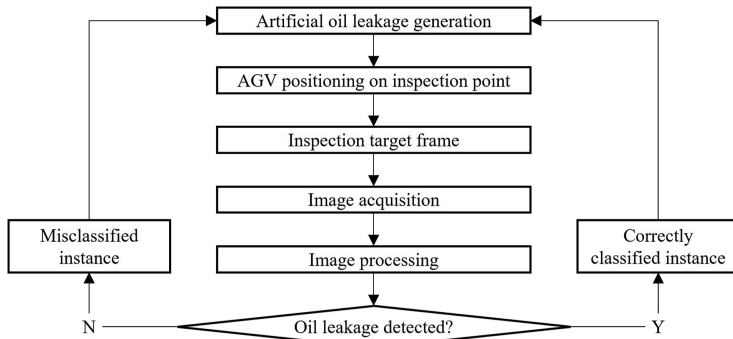 Artificial oil leakage generation
AGV positioning on inspection point
Inspection target frame
Image acquisition
Misclassified
instance
Correctly
classified instance
Image processing
N
Oil leakage detected?
Y